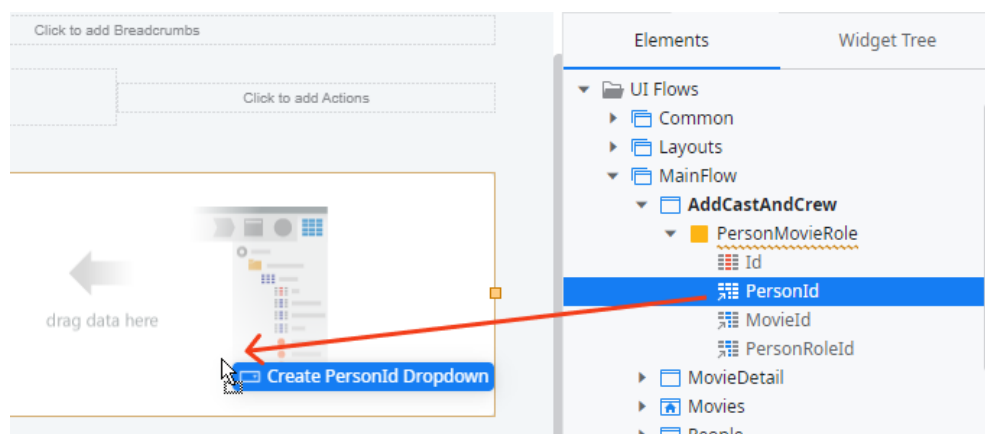 Click to add Breadcrumbs
Click to add Actions
drag data here
Create PersonId Dropdown
Elements
Widget Tree
UI Flows
Common
Layouts
MainFlow
AddCastAndCrew
PersonMovieRole
Id
PersonId
MovieId
PersonRoleId
MovieDetail
Movies
People